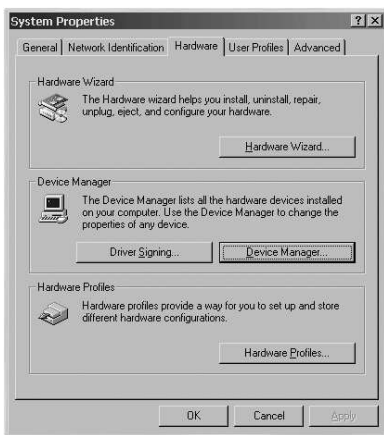 System Properties
General Network Identification Hardware User Profiles Advanced
Hardware Wizard
The Hardware wizard helps you install, uninstall, repair,
unplug, eject, and configure your hardware.
Hardware Wizard...
Device Manager
The Device Manager lists all the hardware devices installed
on your computer. Use the Device Manager to change the
properties of any device.
Driver Signing... Device Manager...
Hardware Profiles
Hardware profiles provide a way for you to set up and store
different hardware configurations.
Hardware Profiles...
OK Cancel Apply